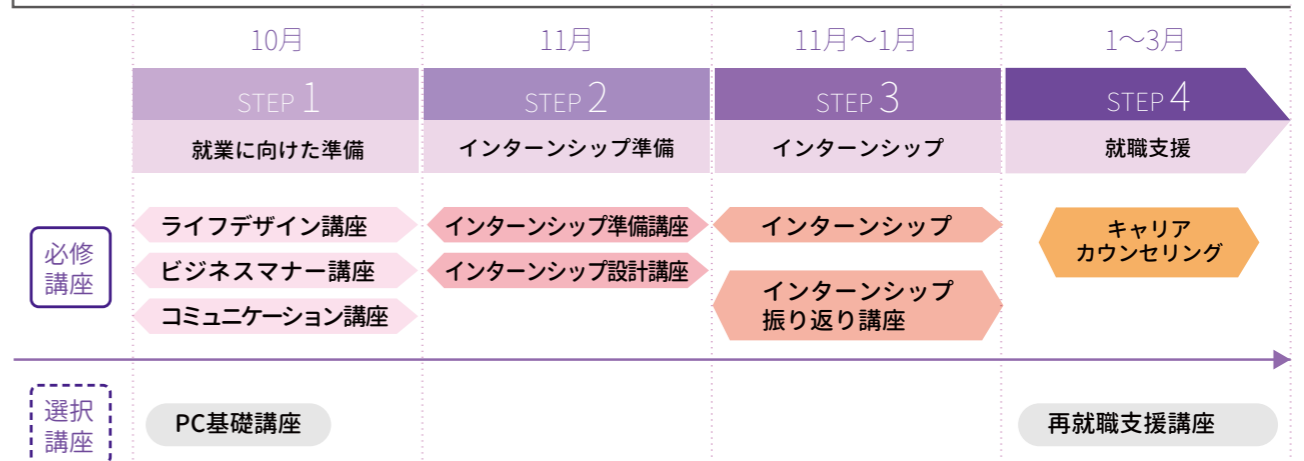 10月
11月
11月〜1月
1〜3月
STEP 1
STEP 2
STEP 3
STEP 4
就業に向けた準備
インターンシップ準備
インターンシップ
就職支援
必修
講座
ライフデザイン講座
ビジネスマナー講座
コミュニケーション講座
インターンシップ準備講座
インターンシップ設計講座
インターンシップ
インターンシップ
振り返り講座
キャリア
カウンセリング
選択
講座
PC基礎講座
再就職支援講座